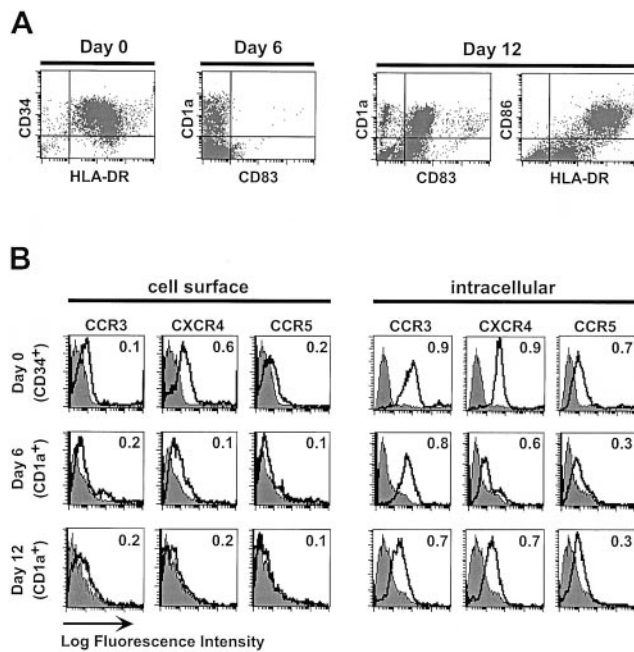 A
Day 0
Day 6
Day 12
CD34
HLA-DR
CD1a
CD83
CD1a
CD83
CD86
HLA-DR
B
cell surface
intracellular
CCR3
CXCR4
CCR5
CCR3
CXCR4
CCR5
Day 0
(CD34+)
0.1
0.6
0.2
0.9
0.9
0.7
Day 6
(CD1a+)
0.2
0.1
0.1
0.8
0.6
0.3
Day 12
(CD1a+)
0.2
0.2
0.1
0.7
0.7
0.3
Log Fluorescence Intensity